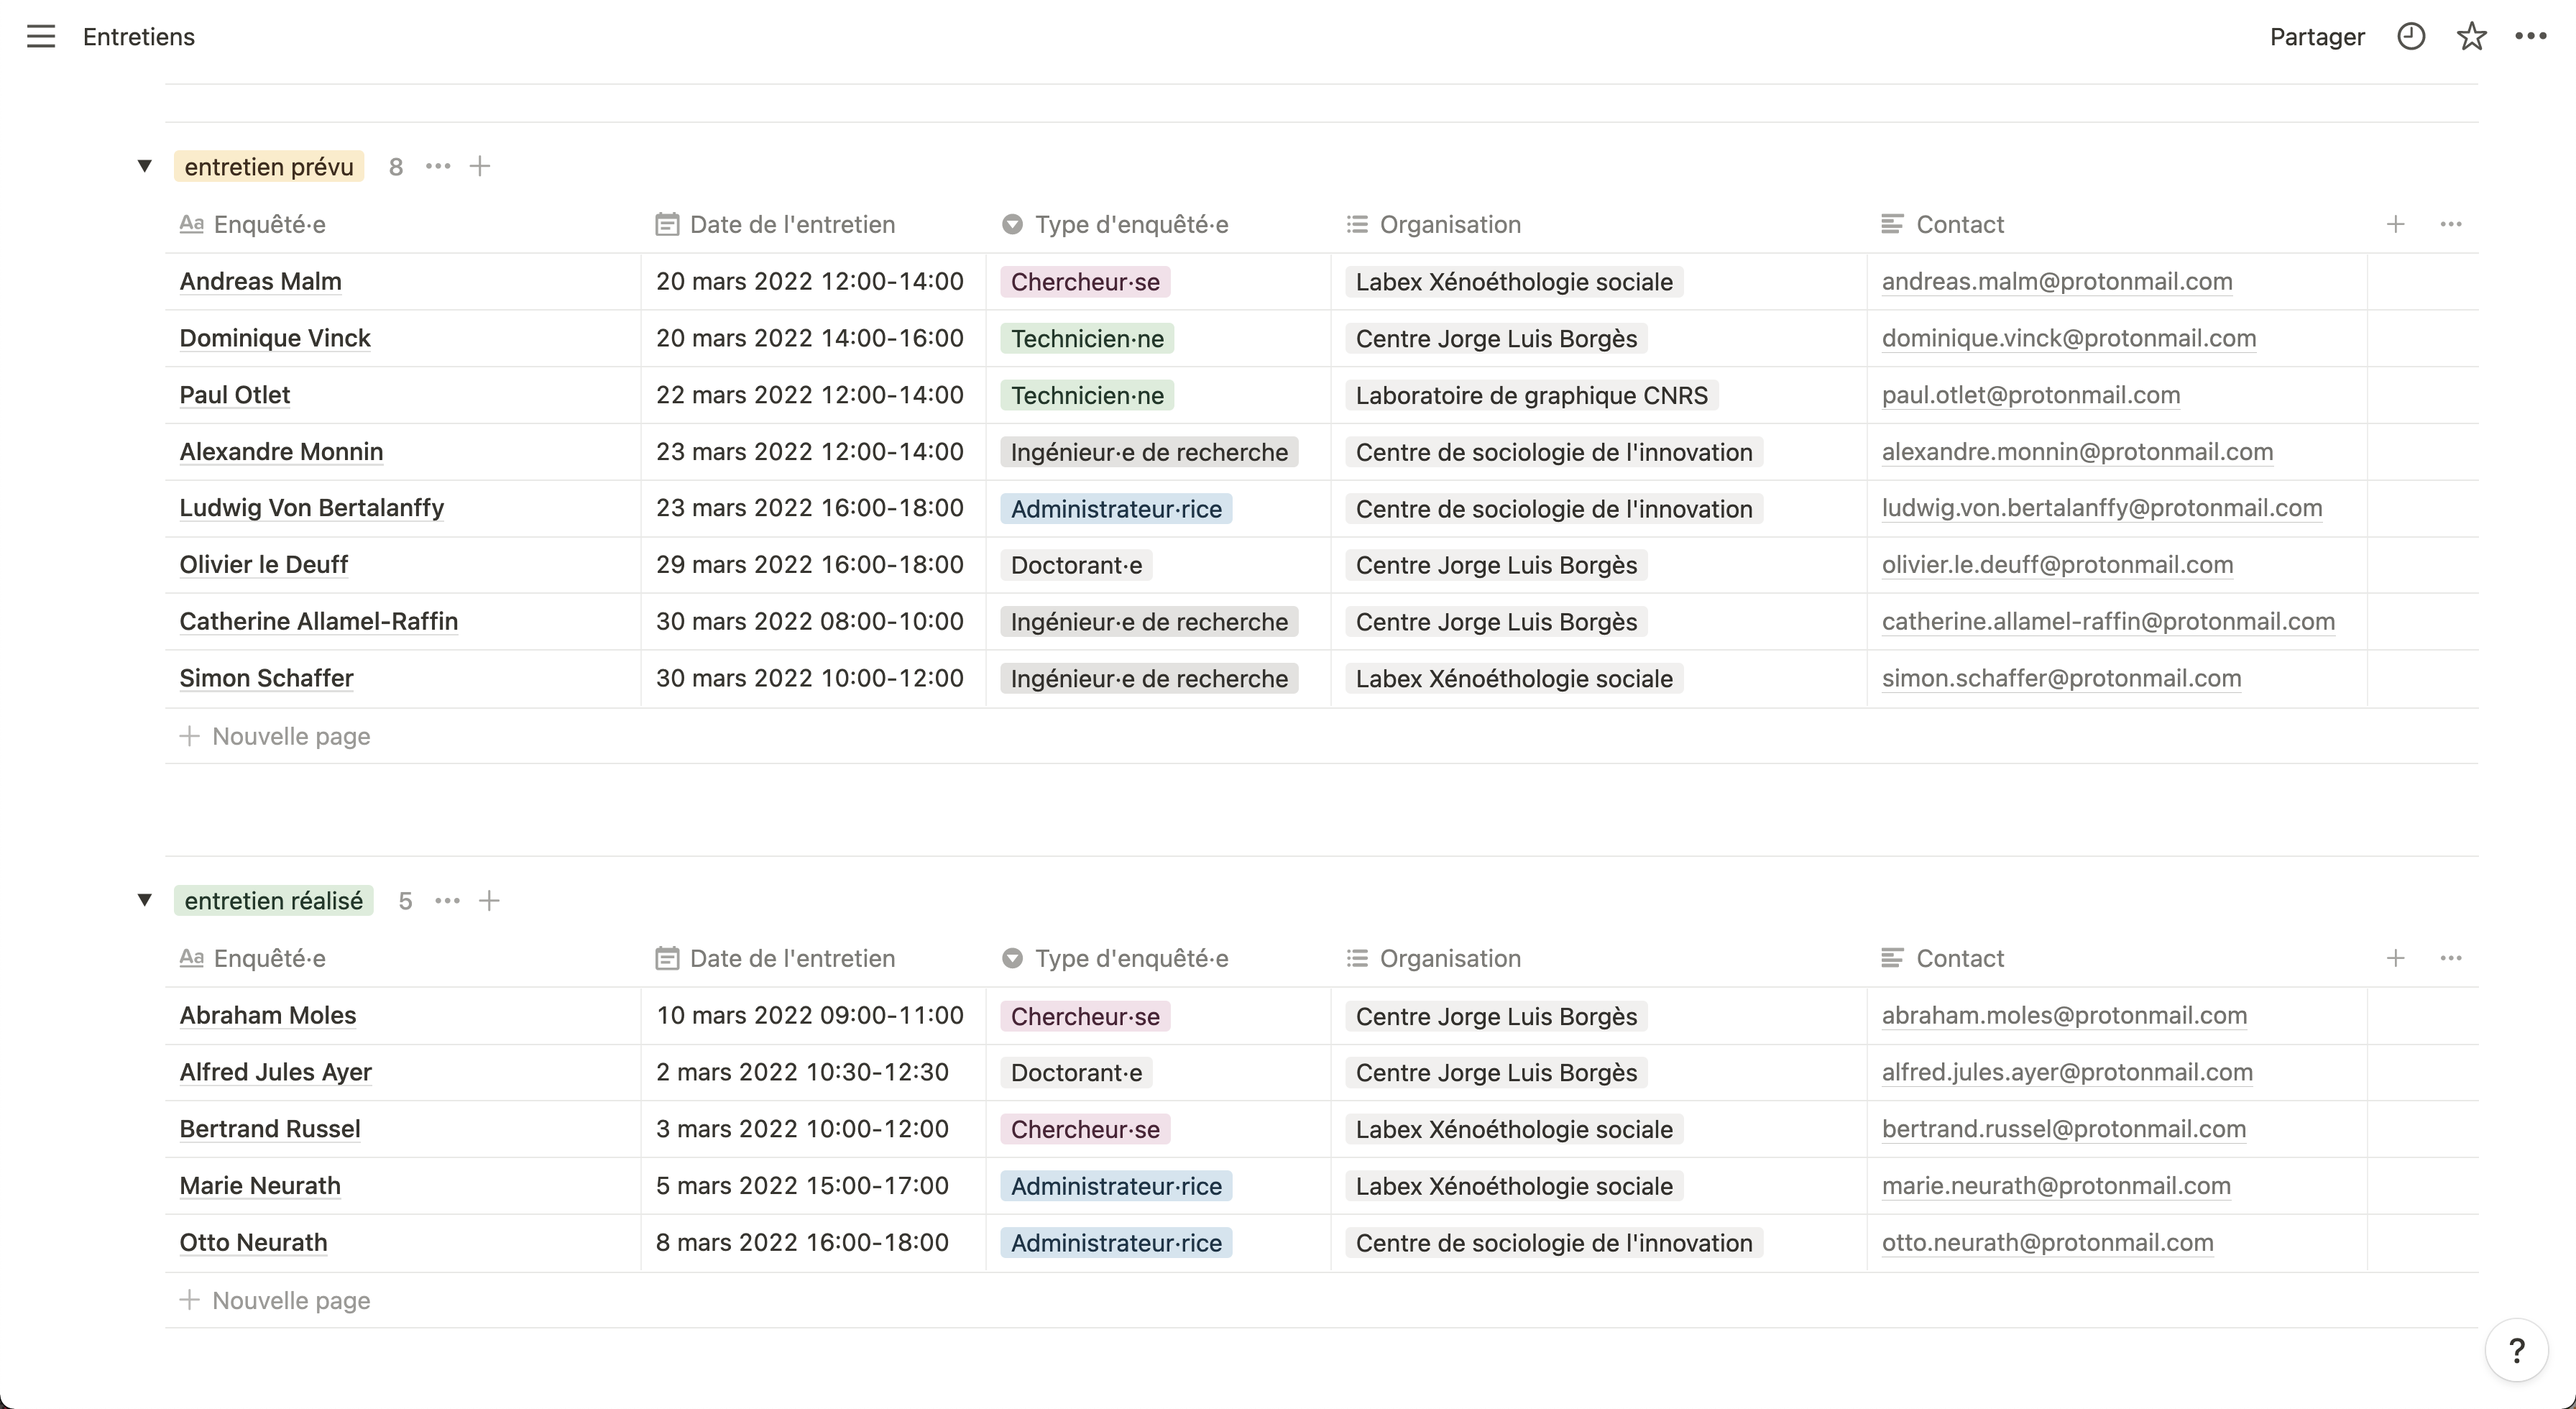 Entretiens
Partager
entretien prévu 8
Aa Enquêté·e Date de l'entretien Type d'enquêté·e Organisation Contact
Andreas Malm 20 mars 2022 12:00-14:00 Chercheur·se Labex Xénoéthologie sociale andreas.malm@protonmail.com
Dominique Vinck 20 mars 2022 14:00-16:00 Technicien·ne Centre Jorge Luis Borgès dominique.vinck@protonmail.com
Paul Otlet 22 mars 2022 12:00-14:00 Technicien·ne Laboratoire de graphique CNRS paul.otlet@protonmail.com
Alexandre Monnin 23 mars 2022 12:00-14:00 Ingénieur·e de recherche Centre de sociologie de l'innovation alexandre.monnin@protonmail.com
Ludwig Von Bertalanffy 23 mars 2022 16:00-18:00 Administrateur·rice Centre de sociologie de l'innovation ludwig.von.bertalanffy@protonmail.com
Olivier le Deuff 29 mars 2022 16:00-18:00 Doctorant·e Centre Jorge Luis Borgès olivier.le.deuff@protonmail.com
Catherine Allamel-Raffin 30 mars 2022 08:00-10:00 Ingénieur·e de recherche Centre Jorge Luis Borgès catherine.allamel-raffin@protonmail.com
Simon Schaffer 30 mars 2022 10:00-12:00 Ingénieur·e de recherche Labex Xénoéthologie sociale simon.schaffer@protonmail.com
Nouvelle page
entretien réalisé 5
Aa Enquêté·e Date de l'entretien Type d'enquêté·e Organisation Contact
Abraham Moles 10 mars 2022 09:00-11:00 Chercheur·se Centre Jorge Luis Borgès abraham.moles@protonmail.com
Alfred Jules Ayer 2 mars 2022 10:30-12:30 Doctorant·e Centre Jorge Luis Borgès alfred.jules.ayer@protonmail.com
Bertrand Russel 3 mars 2022 10:00-12:00 Chercheur·se Labex Xénoéthologie sociale bertrand.russel@protonmail.com
Marie Neurath 5 mars 2022 15:00-17:00 Administrateur·rice Labex Xénoéthologie sociale marie.neurath@protonmail.com
Otto Neurath 8 mars 2022 16:00-18:00 Administrateur·rice Centre de sociologie de l'innovation otto.neurath@protonmail.com
Nouvelle page
?